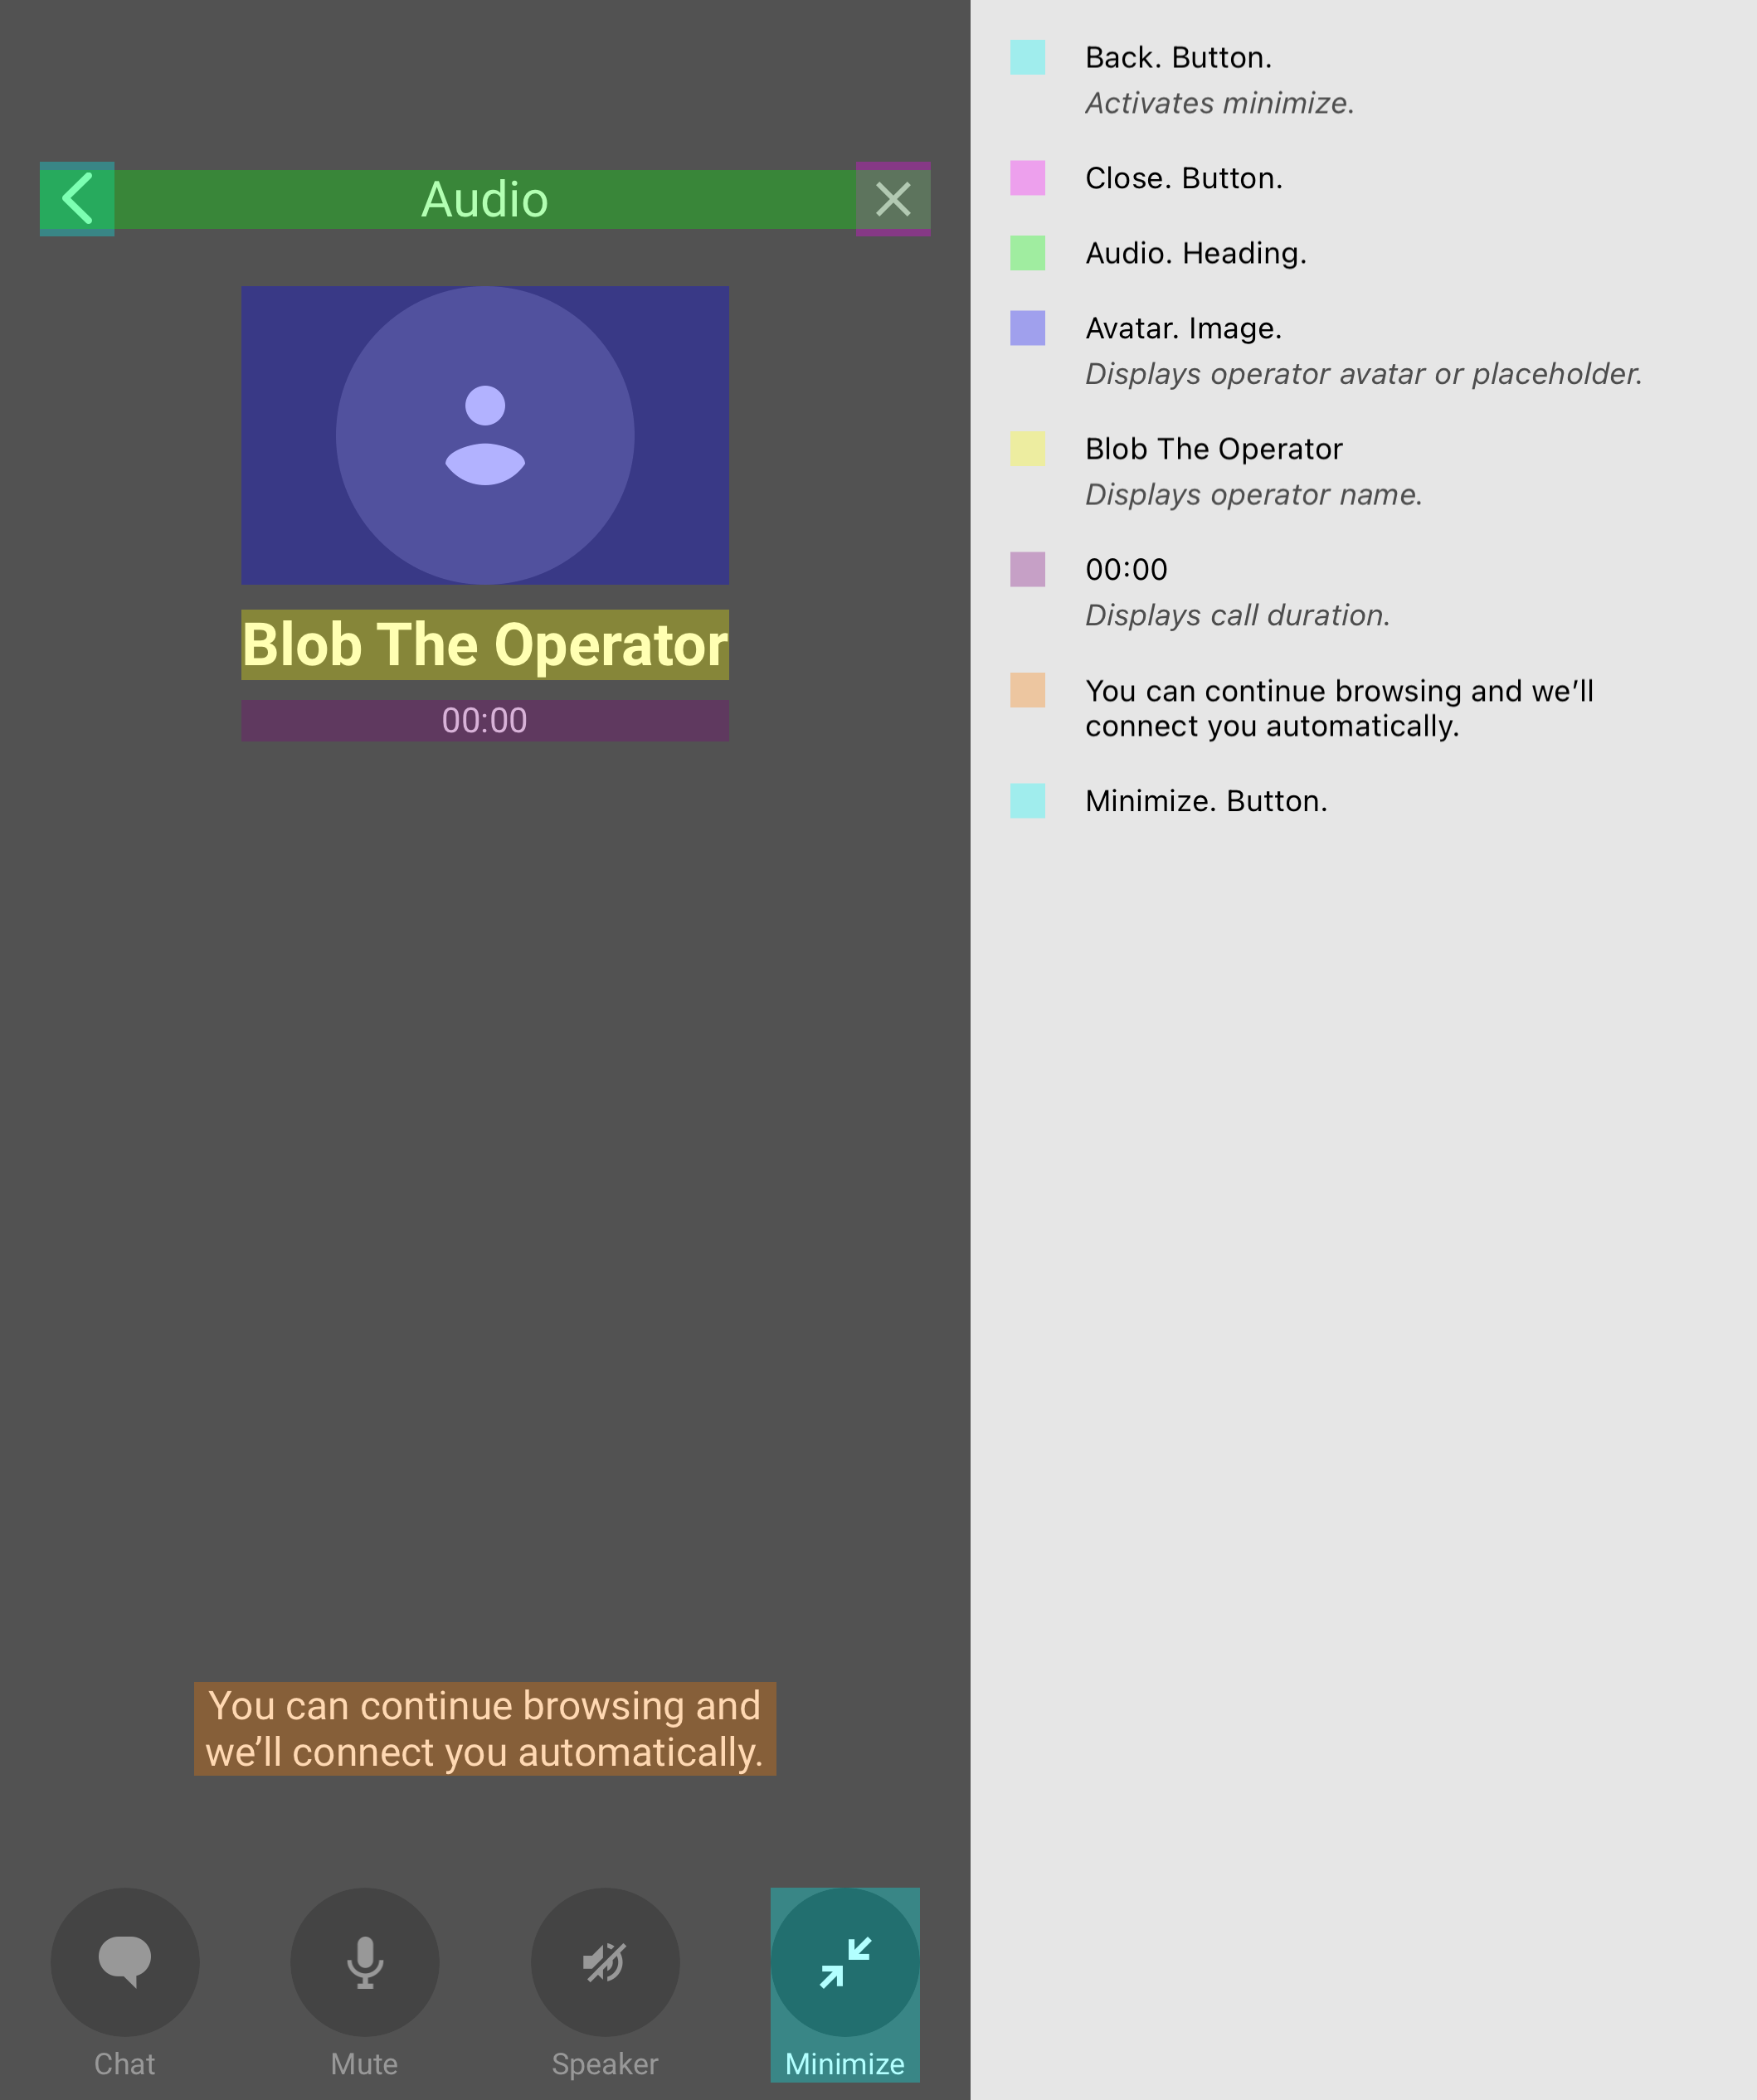 Audio
Blob The Operator
00:00
You can continue browsing and
we’ll connect you automatically.
Chat
Mute
Speaker
Minimize
Back. Button.
Activates minimize.
Close. Button.
Audio. Heading.
Avatar. Image.
Displays operator avatar or placeholder.
Blob The Operator
Displays operator name.
00:00
Displays call duration.
You can continue browsing and we’ll
connect you automatically.
Minimize. Button.